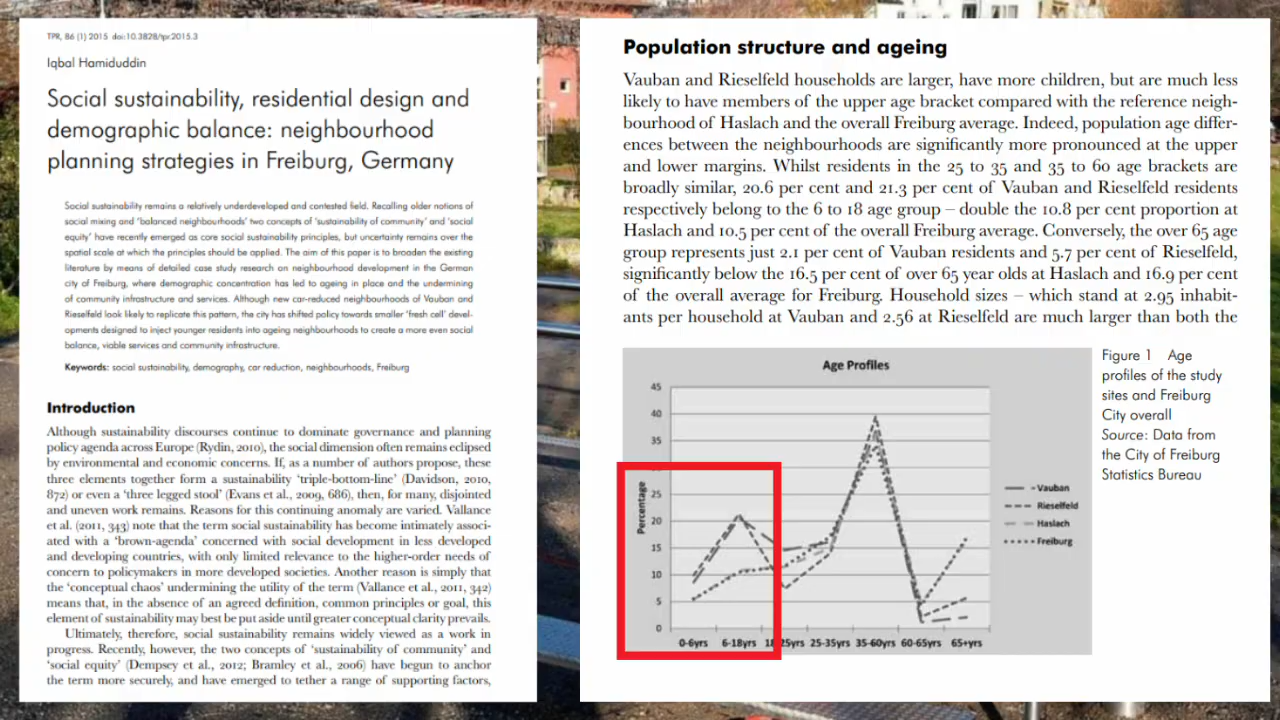 TPR, 86 (1) 2015 doi:10.3828/tpr.2015.3
Iqbal Hamiduddin
Social sustainability, residential design and
demographic balance: neighbourhood
planning strategies in Freiburg, Germany
Social sustainability remains a relatively underdeveloped and contested field. Recalling older notions of
social mixing and 'balanced neighbourhoods' two concepts of 'sustainability of community' and 'social
equity' have recently emerged as core social sustainability principles, but uncertainty remains over the
spatial scale at which the principles should be applied. The aim of this paper is to broaden the existing
literature by means of detailed case study research on neighbourhood development in the German
city of Freiburg, where demographic concentration has led to ageing in place and the undermining
of community infrastructure and services. Although new car-reduced neighbourhoods of Vauban and
Rieselfeld look likely to replicate this pattern, the city has shifted policy towards smaller 'fresh cell' devel-
opments designed to inject younger residents into ageing neighbourhoods to create a more even social
balance, viable services and community infrastructure.
Keywords: social sustainability, demography, car reduction, neighbourhoods, Freiburg
Introduction
Although sustainability discourses continue to dominate governance and planning
policy agenda across Europe (Rydin, 2010), the social dimension often remains eclipsed
by environmental and economic concerns. If, as a number of authors propose, these
three elements together form a sustainability 'triple-bottom-line' (Davidson, 2010,
872) or even a 'three legged stool' (Evans et al., 2009, 686), then, for many, disjointed
and uneven work remains. Reasons for this continuing anomaly are varied. Vallance
et al. (2011, 343) note that the term social sustainability has become intimately associ-
ated with a 'brown-agenda' concerned with social development in less developed
and developing countries, with only limited relevance to the higher-order needs of
concern to policymakers in more developed societies. Another reason is simply that
the 'conceptual chaos' undermining the utility of the term (Vallance et al., 2011, 342)
means that, in the absence of an agreed definition, common principles or goal, this
element of sustainability may best be put aside until greater conceptual clarity prevails.
Ultimately, therefore, social sustainability remains widely viewed as a work in
progress. Recently, however, the two concepts of 'sustainability of community' and
'social equity' (Dempsey et al., 2012; Bramley et al., 2006) have begun to anchor
the term more securely, and have emerged to tether a range of supporting factors,
Population structure and ageing
Vauban and Rieselfeld households are larger, have more children, but are much less
likely to have members of the upper age bracket compared with the reference neigh-
bourhood of Haslach and the overall Freiburg average. Indeed, population age differ-
ences between the neighbourhoods are significantly more pronounced at the upper
and lower margins. Whilst residents in the 25 to 35 and 35 to 60 age brackets are
broadly similar, 20.6 per cent and 21.3 per cent of Vauban and Rieselfeld residents
respectively belong to the 6 to 18 age group – double the 10.8 per cent proportion at
Haslach and 10.5 per cent of the overall Freiburg average. Conversely, the over 65 age
group represents just 2.1 per cent of Vauban residents and 5.7 per cent of Rieselfeld,
significantly below the 16.5 per cent of over 65 year olds at Haslach and 16.9 per cent
of the overall average for Freiburg. Household sizes – which stand at 2.95 inhabit-
ants per household at Vauban and 2.56 at Rieselfeld are much larger than both the
Age Profiles
45
40
35
25
20
15
10
5
0
Percentage
0-6yrs 6-18yrs 18-25yrs 25-35yrs 35-60yrs 60-65yrs 65+yrs
Vauban
Rieselfeld
Haslach
Freiburg
Figure 1 Age
profiles of the study
sites and Freiburg
City overall
Source: Data from
the City of Freiburg
Statistics Bureau